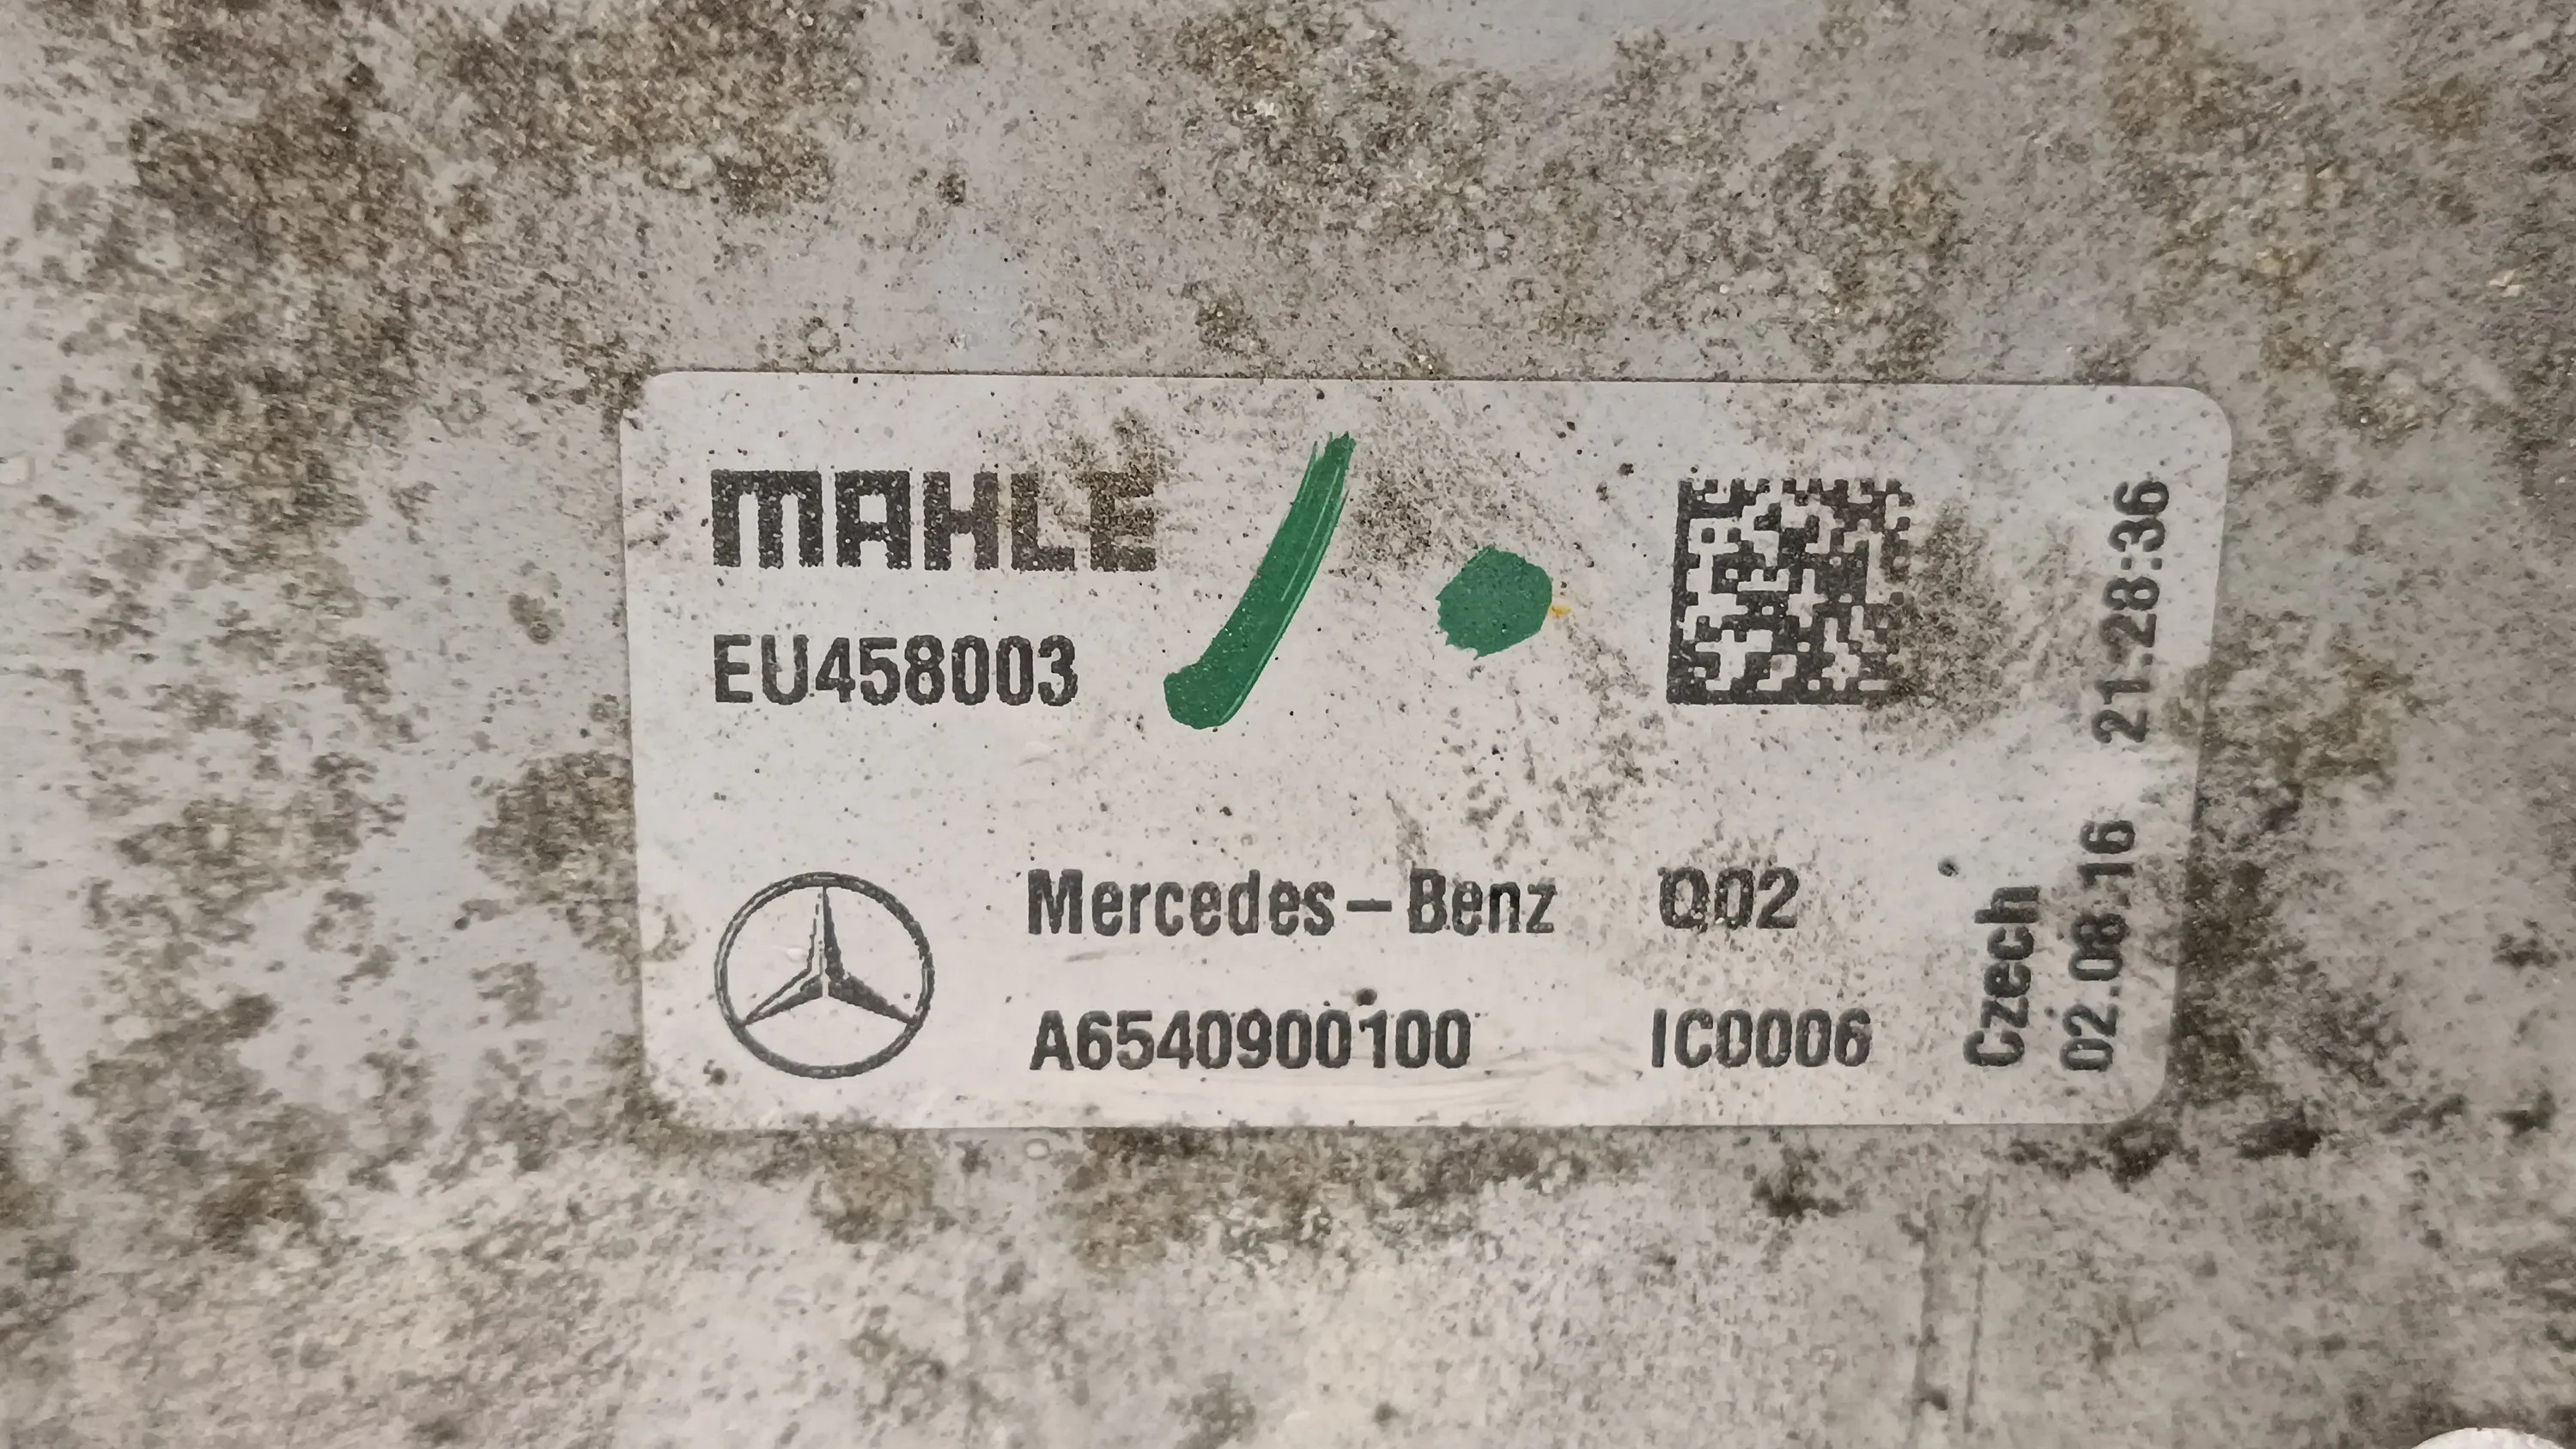 MAHLE
EU458003
Mercedes-Benz Q02
A6540900100 IC0006
Czech
02.08.16 21:28:36